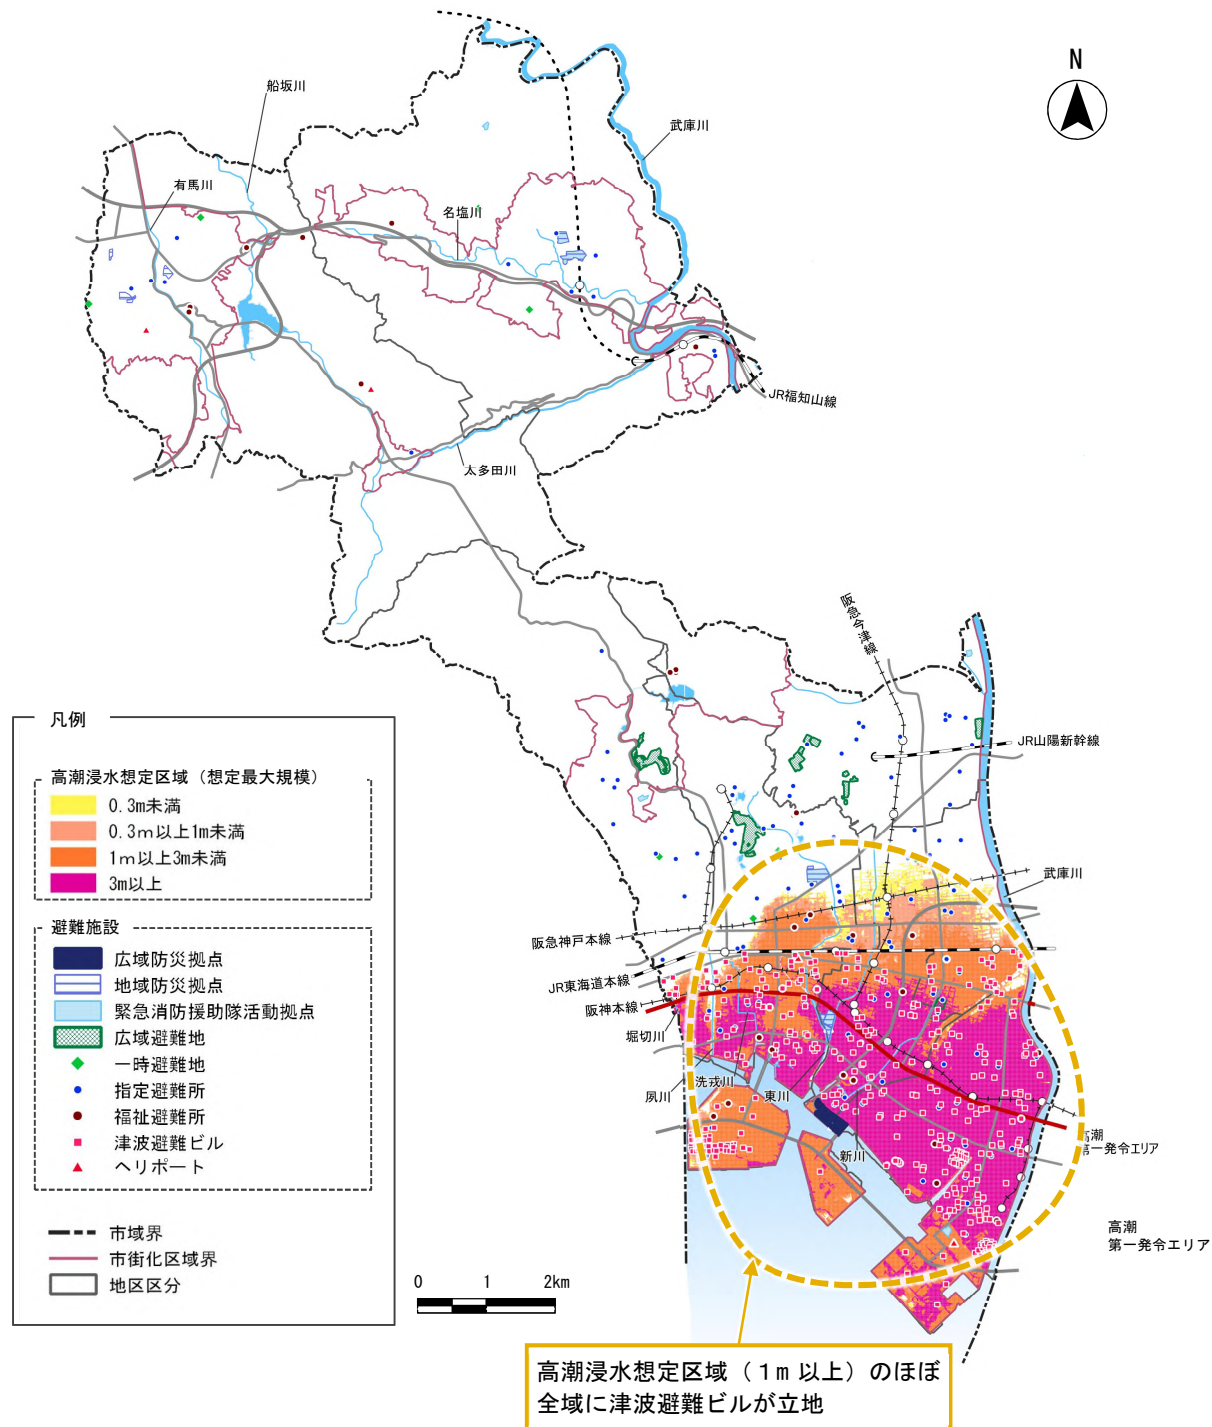 N
船坂川
武庫川
有馬川
名塩川
JR福知山線
太多田川
阪急今津線
JR山陽新幹線
凡例
高潮浸水想定区域（想定最大規模）
0.3m未満
0.3m以上1m未満
1m以上3m未満
3m以上
避難施設
広域防災拠点
地域防災拠点
緊急消防援助隊活動拠点
広域避難地
一時避難地
指定避難所
福祉避難所
津波避難ビル
ヘリポート
市域界
市街化区域界
地区区分
武庫川
阪急神戸本線
JR東海道本線
阪神本線
堀切川
夙川
洗戎川
東川
新川
高潮
第一発令エリア
高潮
第一発令エリア
0 1 2km
高潮浸水想定区域（1m以上）のほぼ
全域に津波避難ビルが立地